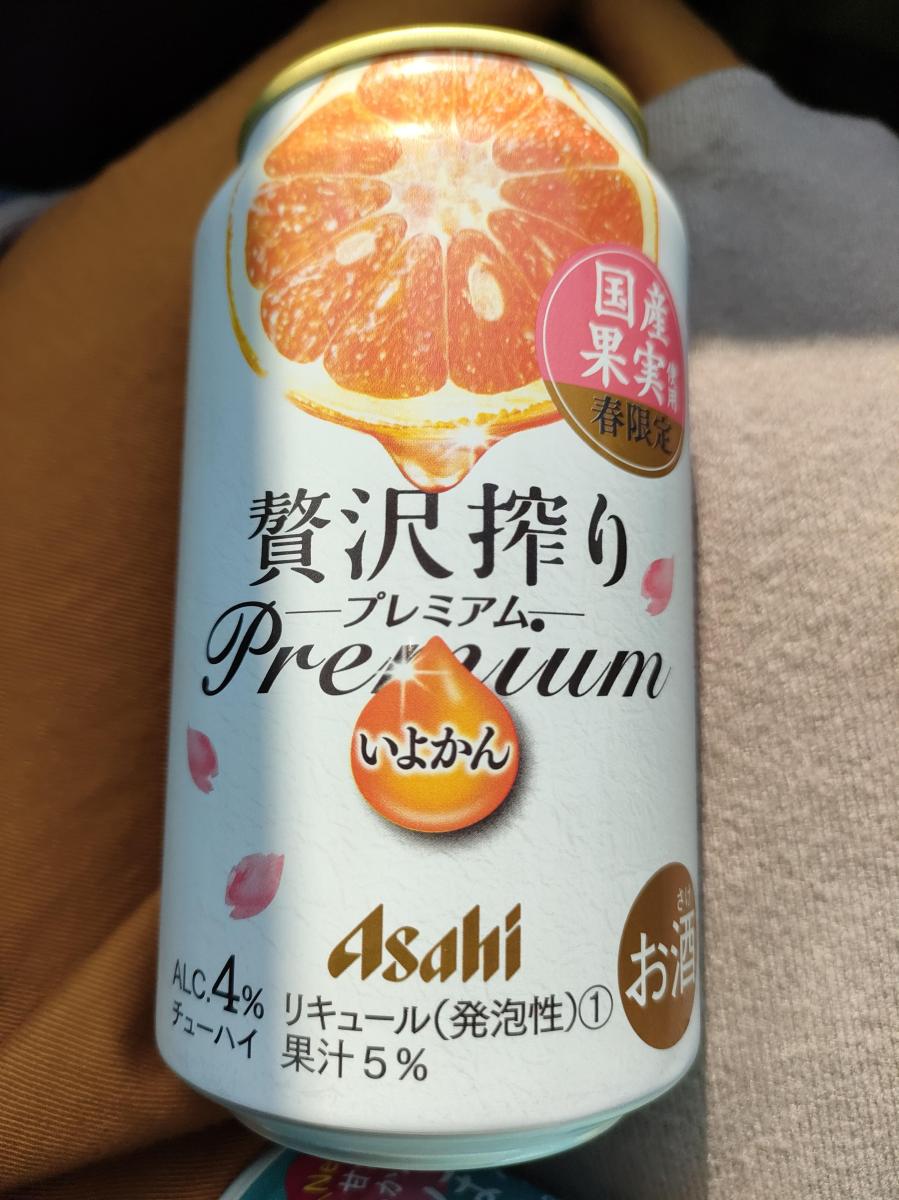 国産
果実使用
春限定
贅沢搾り
プレミアム
Premium
いよかん
Asahi
ALC.4%
チューハイ
リキュール(発泡性)①
果汁5%
さけ
お酒